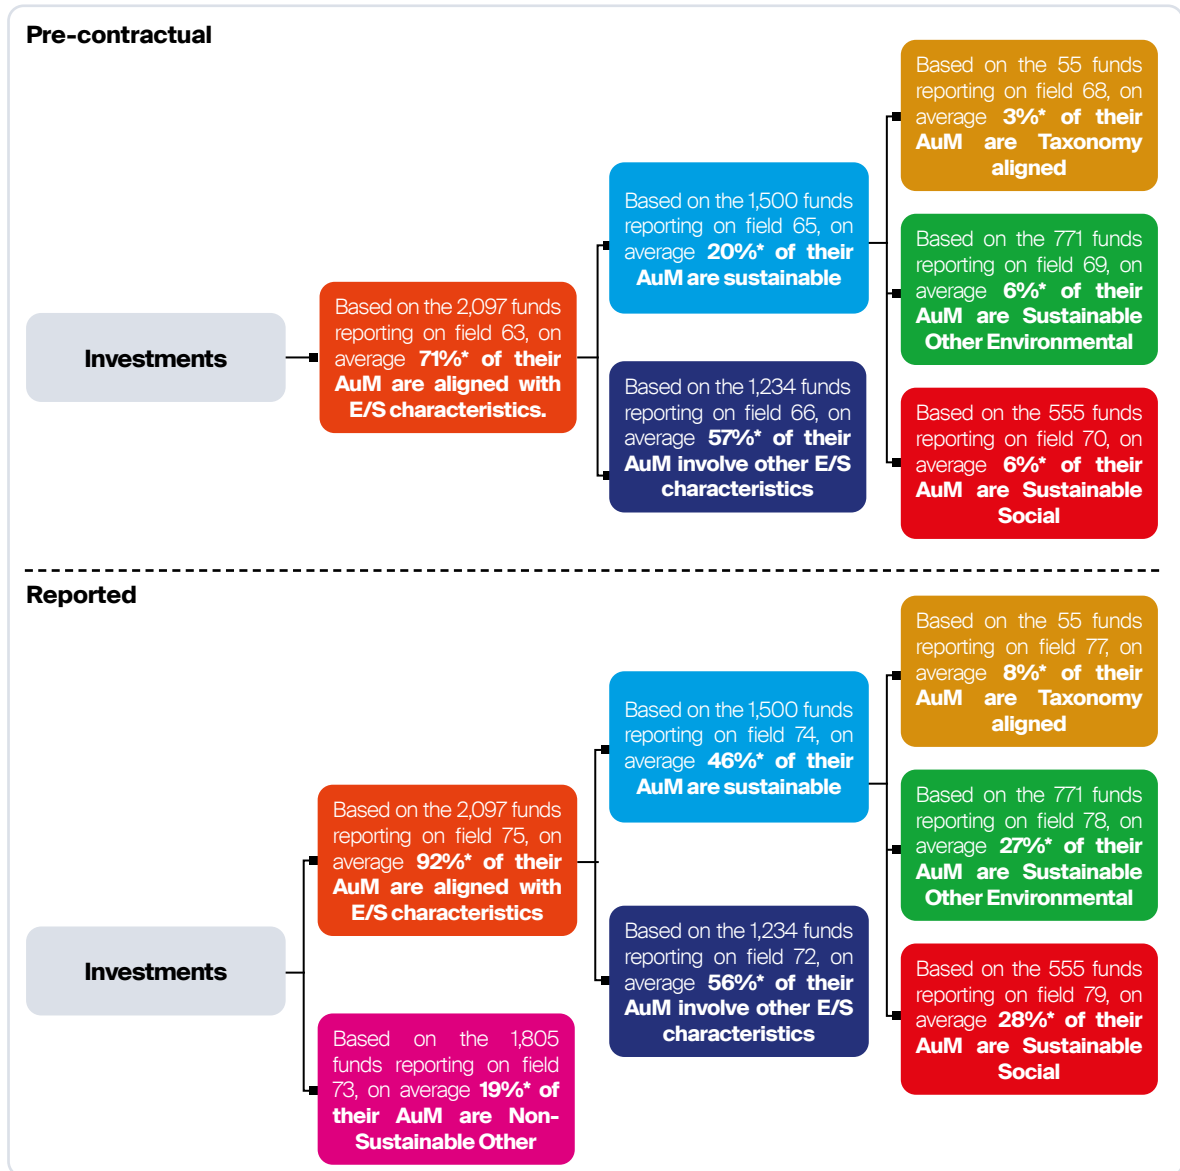 Pre-contractual
Investments
Based on the 2,097 funds
reporting on field 63, on
average 71%* of their
AuM are aligned with
E/S characteristics.
Based on the 1,500 funds
reporting on field 65, on
average 20%* of their
AuM are sustainable
Based on the 1,234 funds
reporting on field 66, on
average 57%* of their
AuM involve other E/S
characteristics
Based on the 55 funds
reporting on field 68, on
average 3%* of their
AuM are Taxonomy
aligned
Based on the 771 funds
reporting on field 69, on
average 6%* of their
AuM are Sustainable
Other Environmental
Based on the 555 funds
reporting on field 70, on
average 6%* of their
AuM are Sustainable
Social
Reported
Investments
Based on the 2,097 funds
reporting on field 75, on
average 92%* of their
AuM are aligned with
E/S characteristics
Based on the 1,805
funds reporting on field
73, on average 19%* of
their AuM are Non-
Sustainable Other
Based on the 1,500 funds
reporting on field 74, on
average 46%* of their
AuM are sustainable
Based on the 1,234 funds
reporting on field 72, on
average 56%* of their
AuM involve other E/S
characteristics
Based on the 55 funds
reporting on field 77, on
average 8%* of their
AuM are Taxonomy
aligned
Based on the 771 funds
reporting on field 78, on
average 27%* of their
AuM are Sustainable
Other Environmental
Based on the 555 funds
reporting on field 79, on
average 28%* of their
AuM are Sustainable
Social